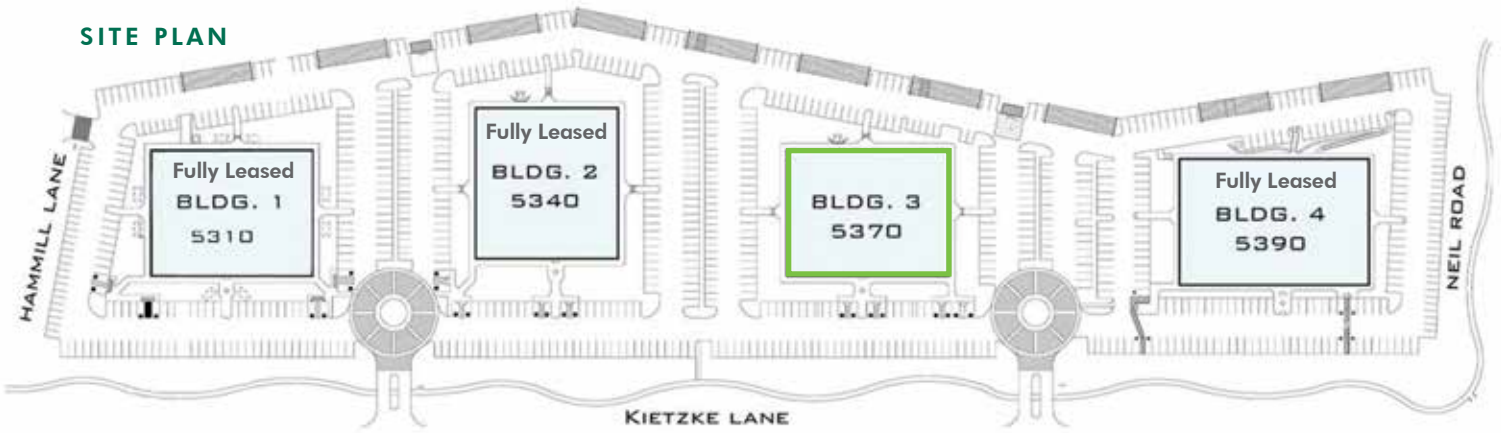 SITE PLAN
HAMMILL LANE
Fully Leased
BLDG. 1
5310
Fully Leased
BLDG. 2
5340
BLDG. 3
5370
Fully Leased
BLDG. 4
5390
NEIL ROAD
KIETZKE LANE